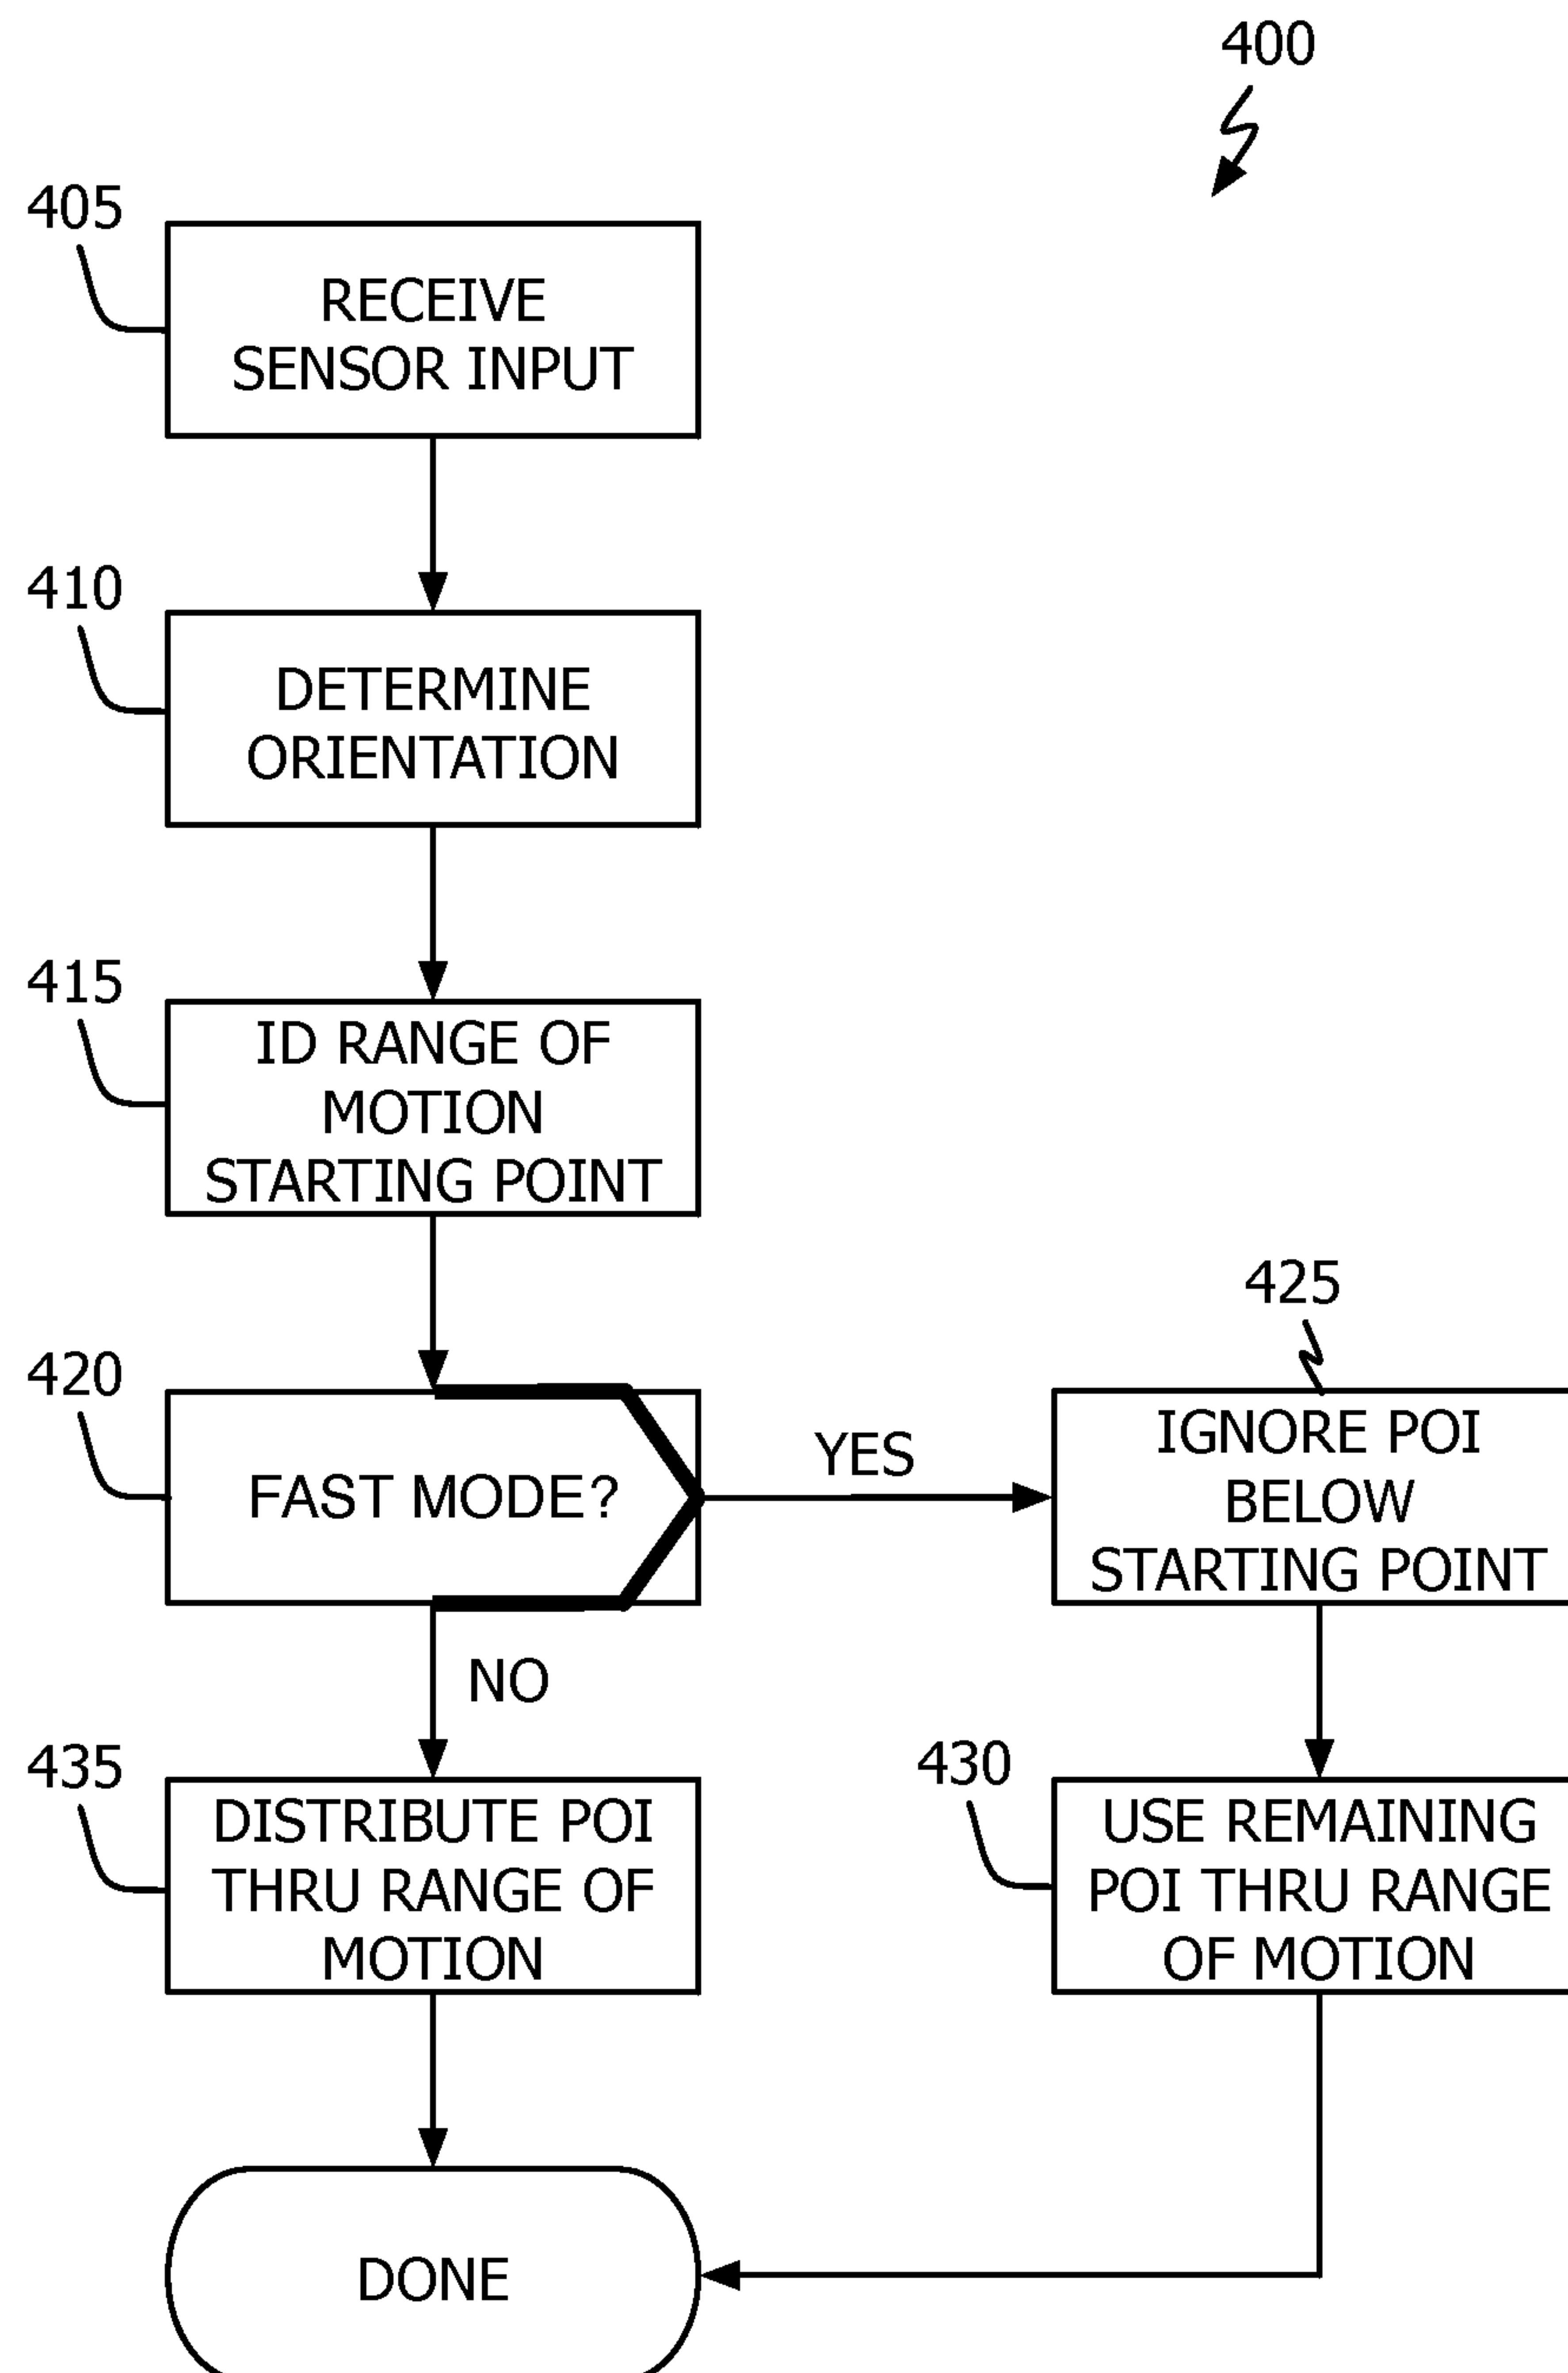 400
405
RECEIVE
SENSOR INPUT
410
DETERMINE
ORIENTATION
415
ID RANGE OF
MOTION
STARTING POINT
420
FAST MODE?
YES
NO
425
IGNORE POI
BELOW
STARTING POINT
435
DISTRIBUTE POI
THRU RANGE OF
MOTION
430
USE REMAINING
POI THRU RANGE
OF MOTION
DONE